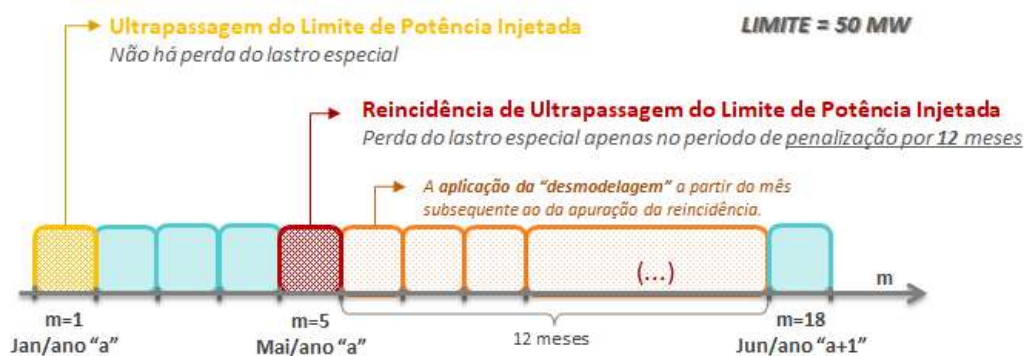 Ultrapassagem do Limite de Potência Injetada
LIMITE = 50 MW
Não há perda do lastro especial
Reincidência de Ultrapassagem do Limite de Potência Injetada
Perda do lastro especial apenas no período de penalização por 12 meses
A aplicação da “desmodelagem” a partir do mês
subsequente ao da apuração da reincidência.
(...)
m
m=1
Jan/ano “a”
m=5
Mai/ano “a”
12 meses
m=18
Jun/ano “a+1”